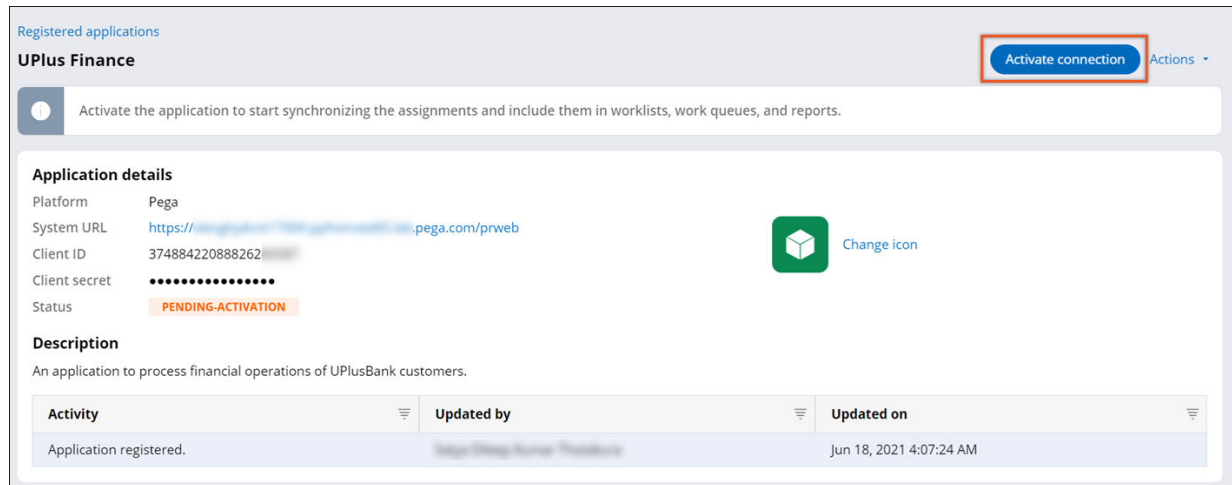 Registered applications
UPlus Finance
Activate connection
Actions
Activate the application to start synchronizing the assignments and include them in worklists, work queues, and reports.
Application details
Platform Pega
System URL https:// .pega.com/prweb
Client ID 374884220888262
Client secret ••••••••••••••••
Status PENDING-ACTIVATION
Change icon
Description
An application to process financial operations of UPlusBank customers.
Activity Updated by Updated on
Application registered. Jun 18, 2021 4:07:24 AM